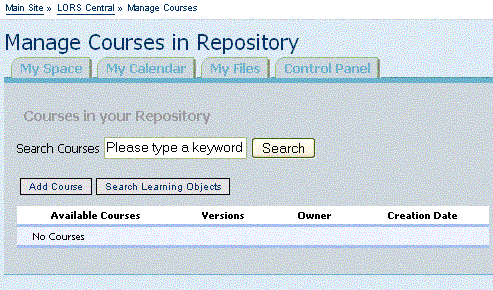 Main Site » LORS Central » Manage Courses
Manage Courses in Repository
My Space My Calendar My Files Control Panel
Courses in your Repository
Search Courses Please type a keyword Search
Add Course Search Learning Objects
Available Courses Versions Owner Creation Date
No Courses